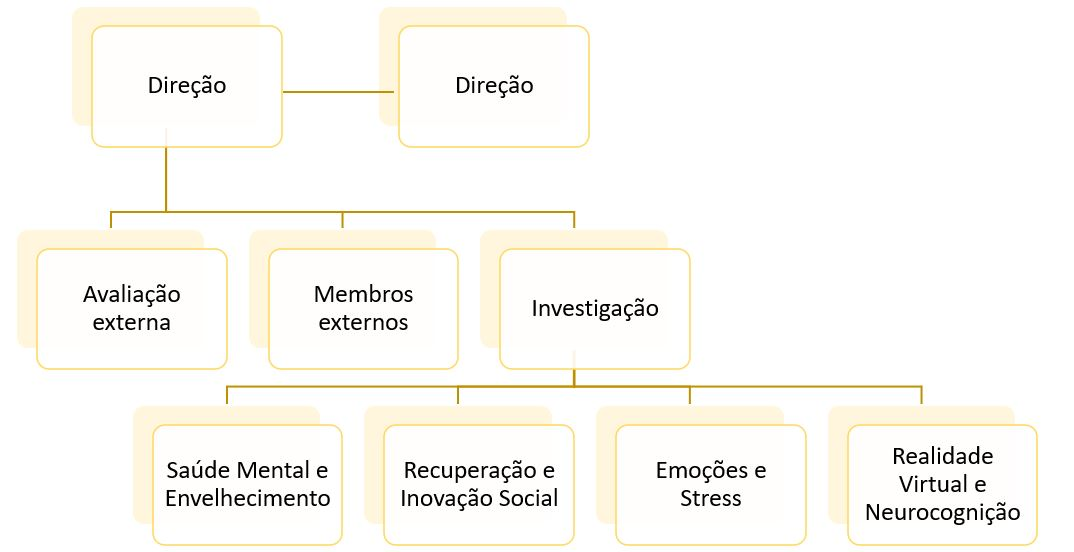 Direção
Direção
Avaliação
externa
Membros
externos
Investigação
Saúde Mental e
Envelhecimento
Recuperação e
Inovação Social
Emoções e
Stress
Realidade
Virtual e
Neurocognição